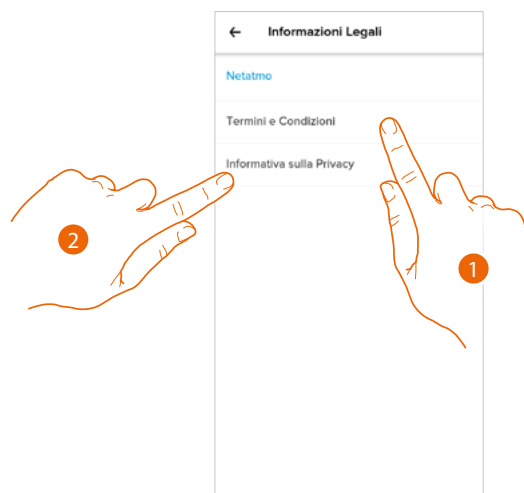 ← Informazioni Legali
Netatmo
Termini e Condizioni
Informativa sulla Privacy
2
1